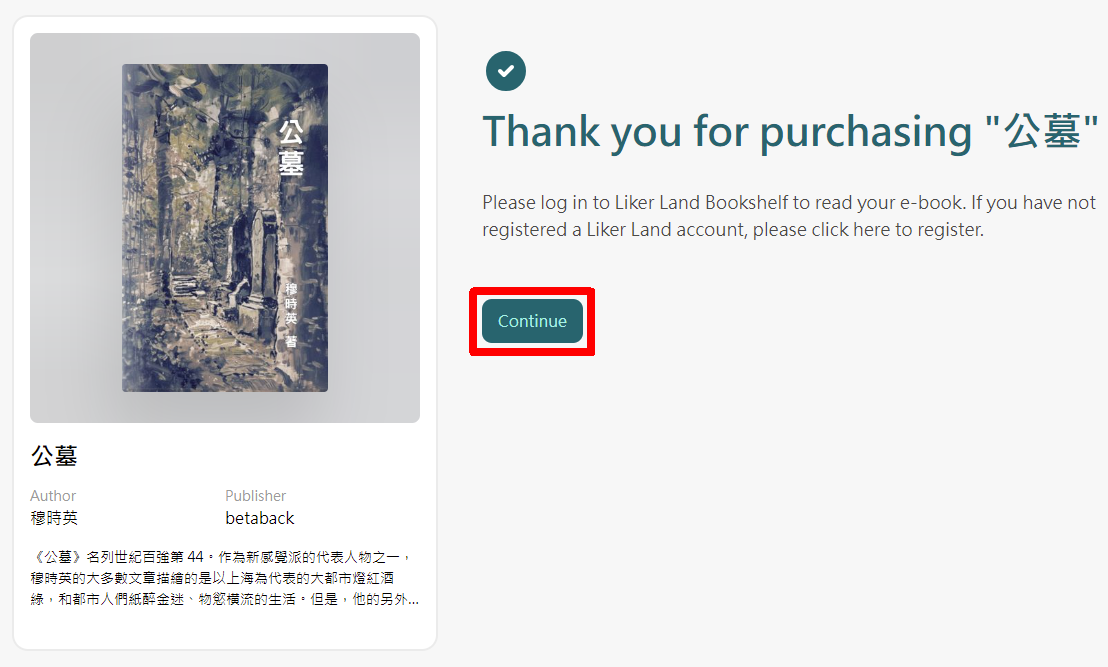 公墓
穆時英 著
公墓
Author
Publisher
穆時英
betaback
《公墓》名列世紀百強第 44。作為新感覺派的代表人物之一，
穆時英的大多數文章描繪的是以上海為代表的大都市燈紅酒
綠，和都市人們紙醉金迷、物慾橫流的生活。但是，他的另外...
Thank you for purchasing "公墓"
Please log in to Liker Land Bookshelf to read your e-book. If you have not
registered a Liker Land account, please click here to register.
Continue